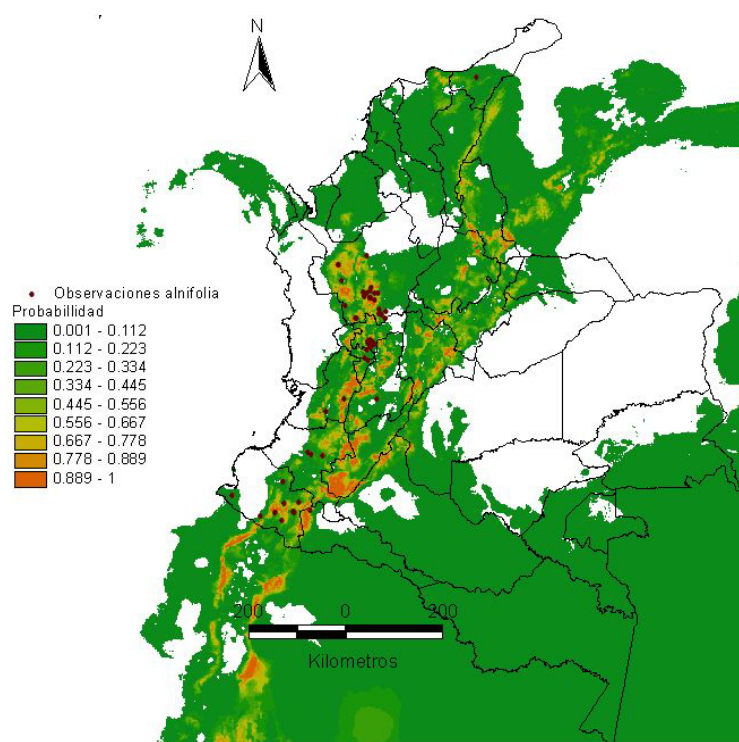 N
Observaciones alnifolia
Probabillidad
0.001 - 0.112
0.112 - 0.223
0.223 - 0.334
0.334 - 0.445
0.445 - 0.556
0.556 - 0.667
0.667 - 0.778
0.778 - 0.889
0.889 - 1
200 0 200
Kilometros